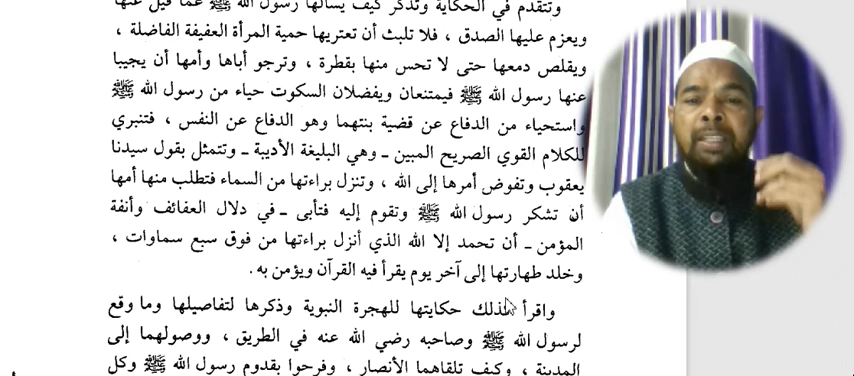 وتتقدم في الحكاية وتذكر كيف يسألها رسول الله ﷺ عما قيل عنها
ويعزم عليها الصدق ، فلا تلبث أن تعتريها حمية المرأة العفيفة الفاضلة ،
ويقلص دمعها حتى لا تحس منها بقطرة ، وترجو أباها وأمها أن يجيبا
عنها رسول الله ﷺ فيمتنعان ويفضلان السكوت حياء من رسول الله ﷺ
واستحياء من الدفاع عن قضية بنتهما وهو الدفاع عن النفس ، فتنبري
للكلام القوي الصريح المبين ـ وهي البليغة الأديبة ـ وتتمثل بقول سيدنا
يعقوب وتفوض أمرها إلى الله ، وتنزل براءتها من السماء فتطلب منها أمها
أن تشكر رسول الله ﷺ وتقوم إليه فتأبى ـ في دلال العفائف وأنفة
المؤمن ـ أن تحمد إلا الله الذي أنزل براءتها من فوق سبع سماوات ،
وخلد طهارتها إلى آخر يوم يقرأ فيه القرآن ويؤمن به .
واقرأ كذلك حكايتها للهجرة النبوية وذكرها لتفاصيلها وما وقع
لرسول الله ﷺ وصاحبه رضي الله عنه في الطريق ، ووصولهما إلى
المدينة ، وكيف تلقاهما الأنصار ، وفرحوا بقدوم رسول الله ﷺ وكل